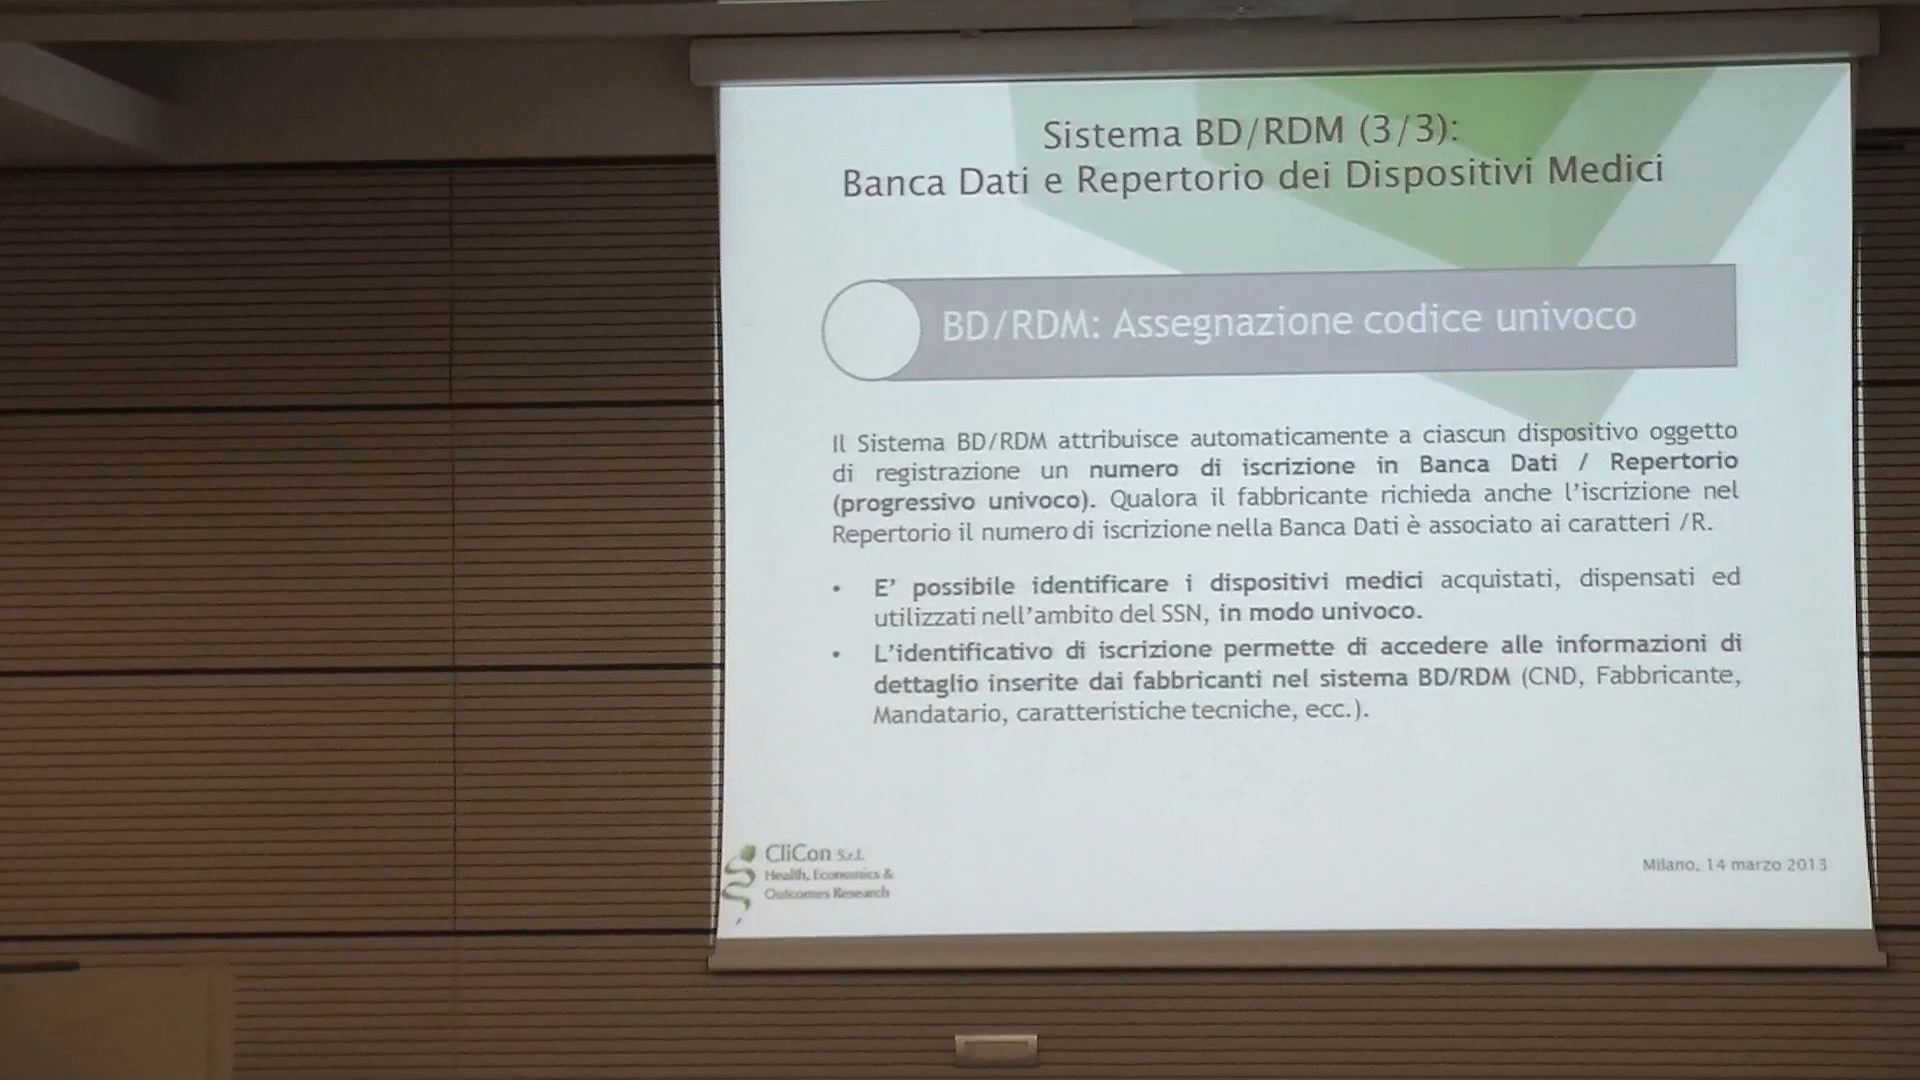 Sistema BD/RDM (3/3):
Banca Dati e Repertorio dei Dispositivi Medici
BD/RDM: Assegnazione codice univoco
Il Sistema BD/RDM attribuisce automaticamente a ciascun dispositivo oggetto
di registrazione un numero di iscrizione in Banca Dati / Repertorio
(progressivo univoco). Qualora il fabbricante richieda anche l'iscrizione nel
Repertorio il numero di iscrizione nella Banca Dati è associato ai caratteri /R.
• E' possibile identificare i dispositivi medici acquistati, dispensati ed
utilizzati nell'ambito del SSN, in modo univoco.
• L'identificativo di iscrizione permette di accedere alle informazioni di
dettaglio inserite dai fabbricanti nel sistema BD/RDM (CND, Fabbricante,
Mandatario, caratteristiche tecniche, ecc.).
CliCon S.r.l.
Health, Economics &
Outcomes Research
Milano, 14 marzo 2013